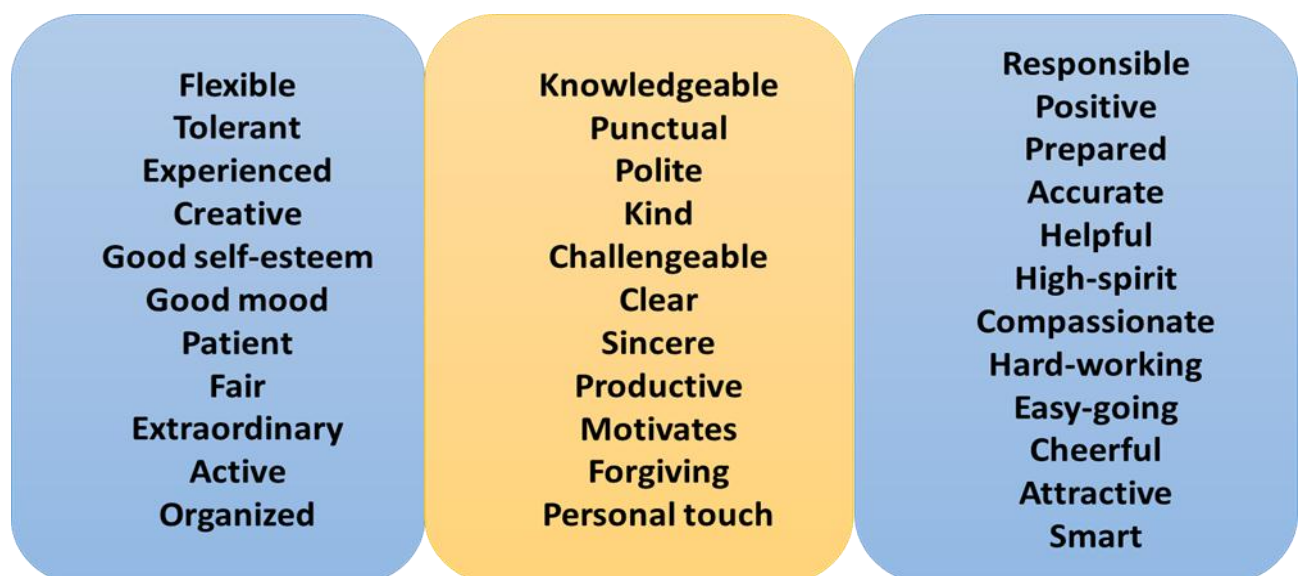 Flexible
Tolerant
Experienced
Creative
Good self-esteem
Good mood
Patient
Fair
Extraordinary
Active
Organized
Knowledgeable
Punctual
Polite
Kind
Challengeable
Clear
Sincere
Productive
Motivates
Forgiving
Personal touch
Responsible
Positive
Prepared
Accurate
Helpful
High-spirit
Compassionate
Hard-working
Easy-going
Cheerful
Attractive
Smart